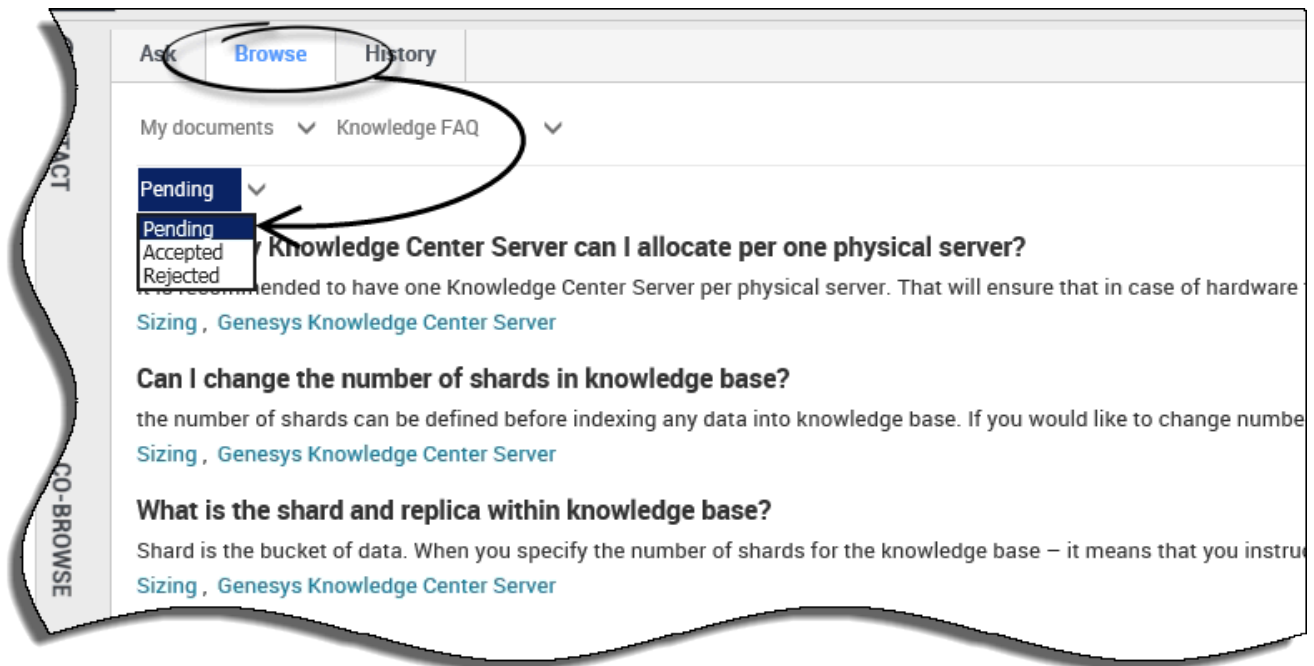 Ask Browse History
My documents Knowledge FAQ
Pending
Pending
Accepted
Rejected
Knowledge Center Server can I allocate per one physical server?
recommended to have one Knowledge Center Server per physical server. That will ensure that in case of hardware
Sizing , Genesys Knowledge Center Server
Can I change the number of shards in knowledge base?
the number of shards can be defined before indexing any data into knowledge base. If you would like to change
Sizing , Genesys Knowledge Center Server
What is the shard and replica within knowledge base?
Shard is the bucket of data. When you specify the number of shards for the knowledge base – it means that you
Sizing , Genesys Knowledge Center Server
CO-BROWSE